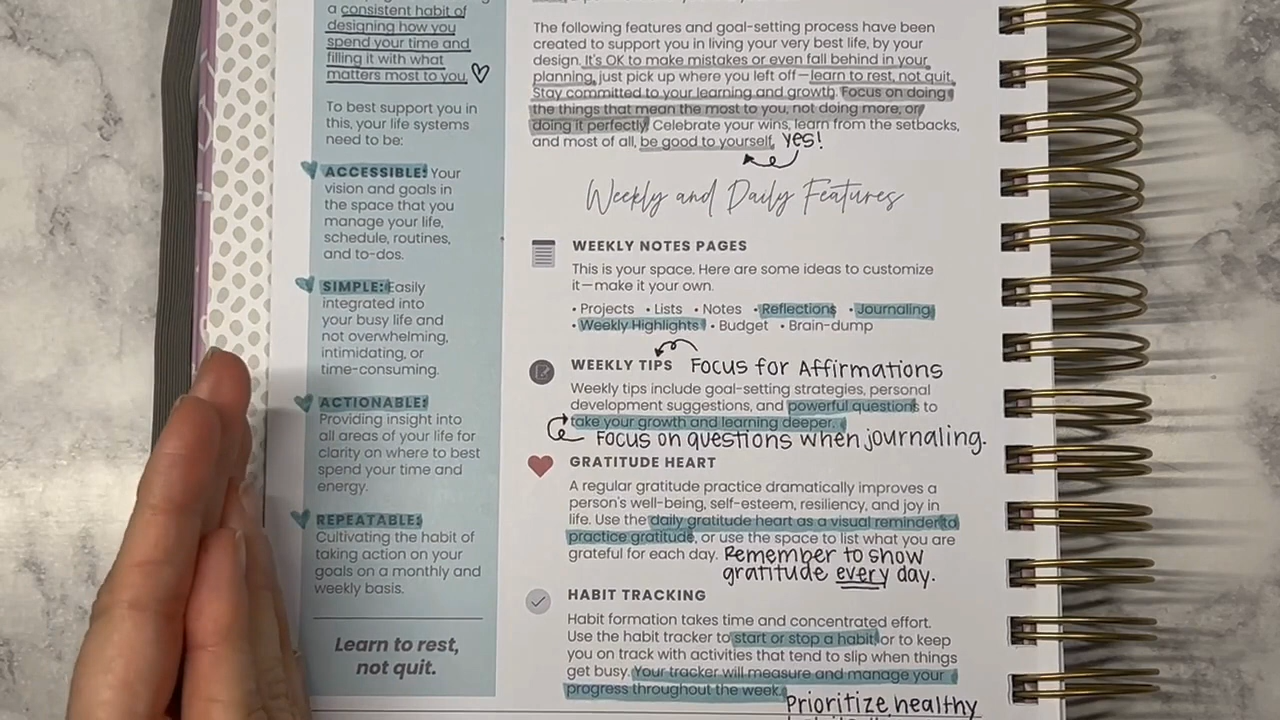 a consistent habit of
designing how you
spend your time and
filling it with what
matters most to you.
To best support you in
this, your life systems
need to be:
ACCESSIBLE: Your
vision and goals in
the space that you
manage your life,
schedule, routines,
and to-dos.
SIMPLE: Easily
integrated into
your busy life and
not overwhelming,
intimidating, or
time-consuming.
ACTIONABLE:
Providing insight into
all areas of your life for
clarity on where to best
spend your time and
energy.
REPEATABLE:
Cultivating the habit of
taking action on your
goals on a monthly and
weekly basis.
Learn to rest,
not quit.
The following features and goal-setting process have been
created to support you in living your very best life, by your
design. It's OK to make mistakes or even fall behind in your
planning, just pick up where you left off—learn to rest, not quit.
Stay committed to your learning and growth. Focus on doing
the things that mean the most to you, not doing more, or
doing it perfectly. Celebrate your wins, learn from the setbacks,
and most of all, be good to yourself. yes!
Weekly and Daily Features
WEEKLY NOTES PAGES
This is your space. Here are some ideas to customize
it—make it your own.
• Projects • Lists • Notes • Reflections • Journaling
• Weekly Highlights • Budget • Brain-dump
WEEKLY TIPS Focus for Affirmations
Weekly tips include goal-setting strategies, personal
development suggestions, and powerful questions to
take your growth and learning deeper.
Focus on questions when journaling.
GRATITUDE HEART
A regular gratitude practice dramatically improves a
person's well-being, self-esteem, resiliency, and joy in
life. Use the daily gratitude heart as a visual reminder to
practice gratitude, or use the space to list what you are
grateful for each day. Remember to show
gratitude every day.
HABIT TRACKING
Habit formation takes time and concentrated effort.
Use the habit tracker to start or stop a habit or to keep
you on track with activities that tend to slip when things
get busy. Your tracker will measure and manage your
progress throughout the week.
Prioritize healthy